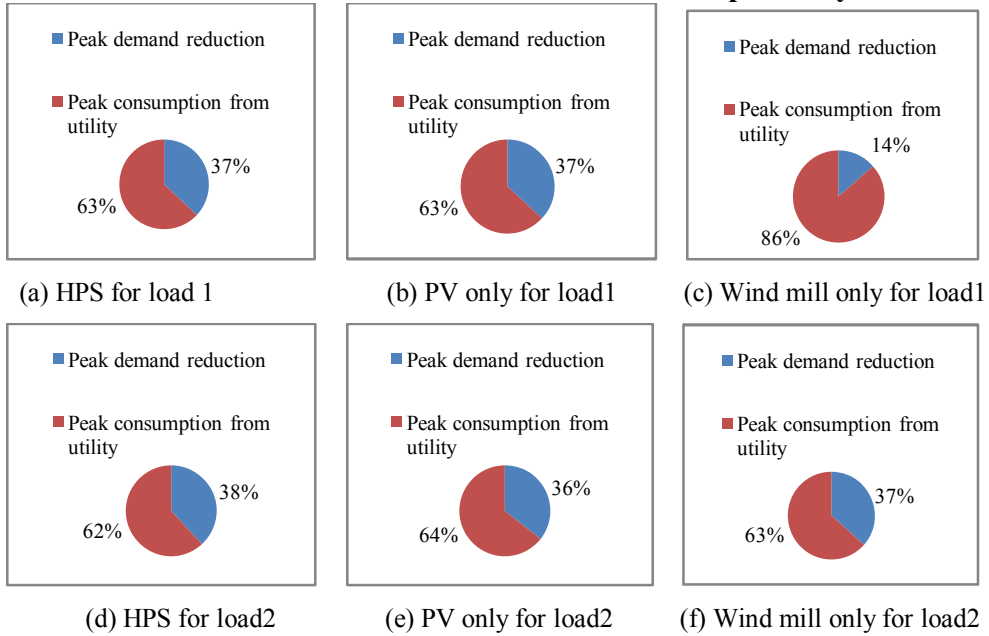 Peak demand reduction
Peak consumption from
utility
37%
63%
Peak demand reduction
Peak consumption from
utility
37%
63%
Peak demand reduction
Peak consumption from
utility
14%
86%
(a) HPS for load 1
(b) PV only for load1
(c) Wind mill only for load1
Peak demand reduction
Peak consumption from
utility
38%
62%
Peak demand reduction
Peak consumption from
utility
36%
64%
Peak demand reduction
Peak consumption from
utility
37%
63%
(d) HPS for load2
(e) PV only for load2
(f) Wind mill only for load2